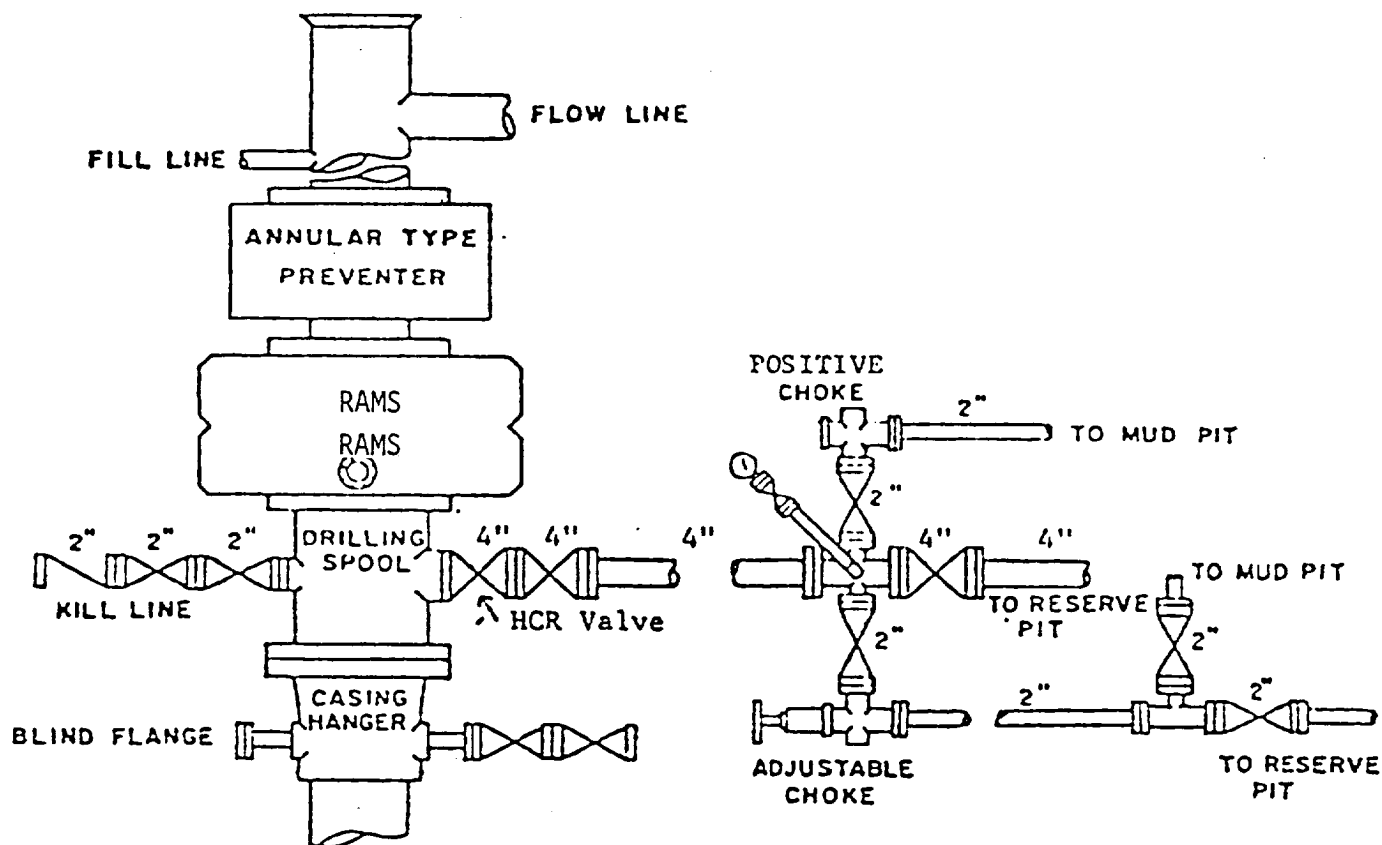 FLOW LINE
FILL LINE
ANNULAR TYPE
PREVENTER
RAMS
RAMS
POSITIVE
CHOKE
2"
TO MUD PIT
2"
2" 2" 2"
DRILLING
SPOOL
4" 4" 4"
4" 4"
KILL LINE
HCR Valve
TO RESERVE
PIT
TO MUD PIT
2"
2"
CASING
HANGER
BLIND FLANGE
2"
2"
ADJUSTABLE
CHOKE
TO RESERVE
PIT